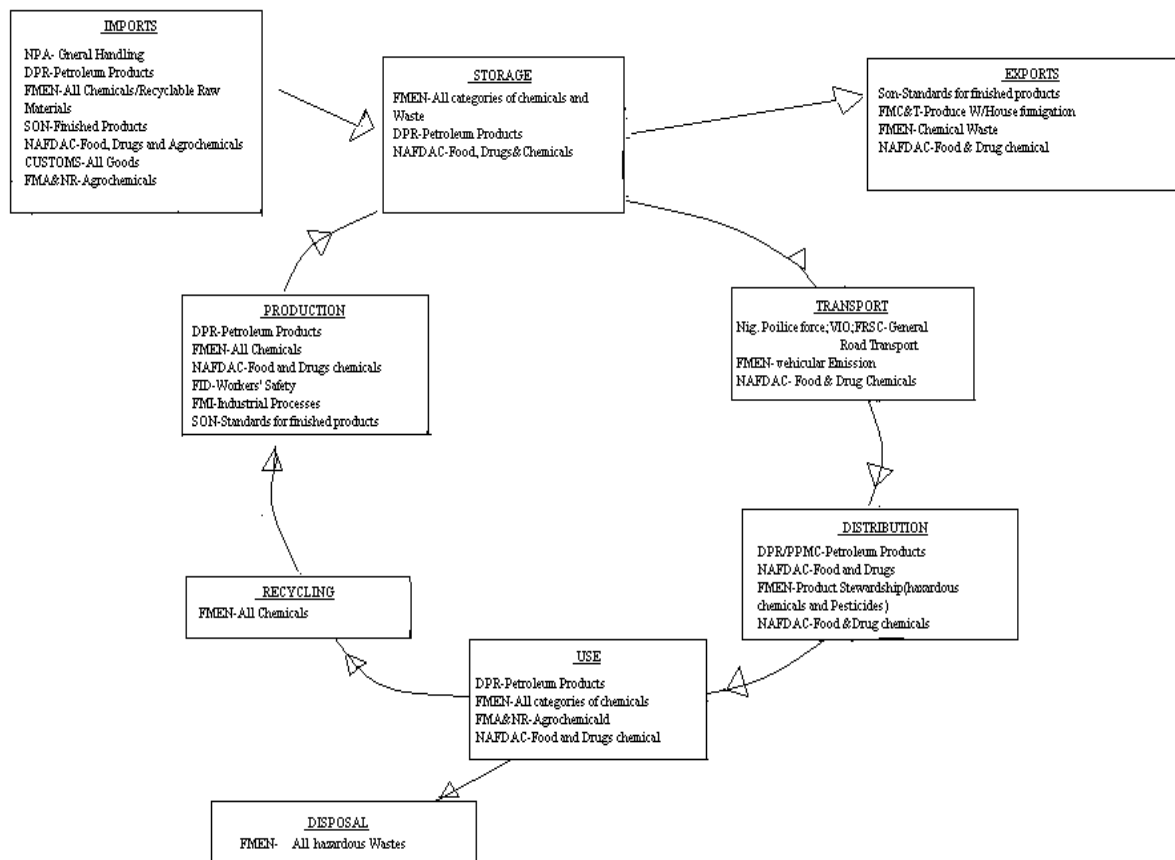 IMPORTS
NPA- Gneral Handling
DPR-Petroleum Products
FMEN-All Chemicals/Recyclable Raw
Materials
SON-Finished Products
NAFDAC-Food, Drugs and Agrochemicals
CUSTOMS-All Goods
FMA&NR-Agrochemicals
STORAGE
FMEN-All categories of chemicals and
Waste
DPR-Petroleum Products
NAFDAC-Food, Drugs& Chemicals
EXPORTS
Son-Standards for finished products
FMC&T-Produce W/House fumigation
FMEN-Chemical Waste
NAFDAC-Food & Drug chemical
PRODUCTION
DPR-Petroleum Products
FMEN-All Chemicals
NAFDAC-Food and Drugs chemicals
FID-Workers' Safety
FMI-Industrial Processes
SON-Standards for finished products
TRANSPORT
Nig. Poilice force; VIO; FRSC- General
Road Transport
FMEN- vehicular Emission
NAFDAC- Food & Drug Chemicals
DISTRIBUTION
DPR/PPMC-Petroleum Products
NAFDAC-Food and Drugs
FMEN-Product Stewardship(hazardous
chemicals and Pesticides)
NAFDAC-Food &Drug chemicals
RECYCLING
FMEN-All Chemicals
USE
DPR-Petroleum Products
FMEN-All categories of chemicals
FMA&NR-Agrochemicald
NAFDAC-Food and Drugs chemical
DISPOSAL
FMEN- All hazardous Wastes